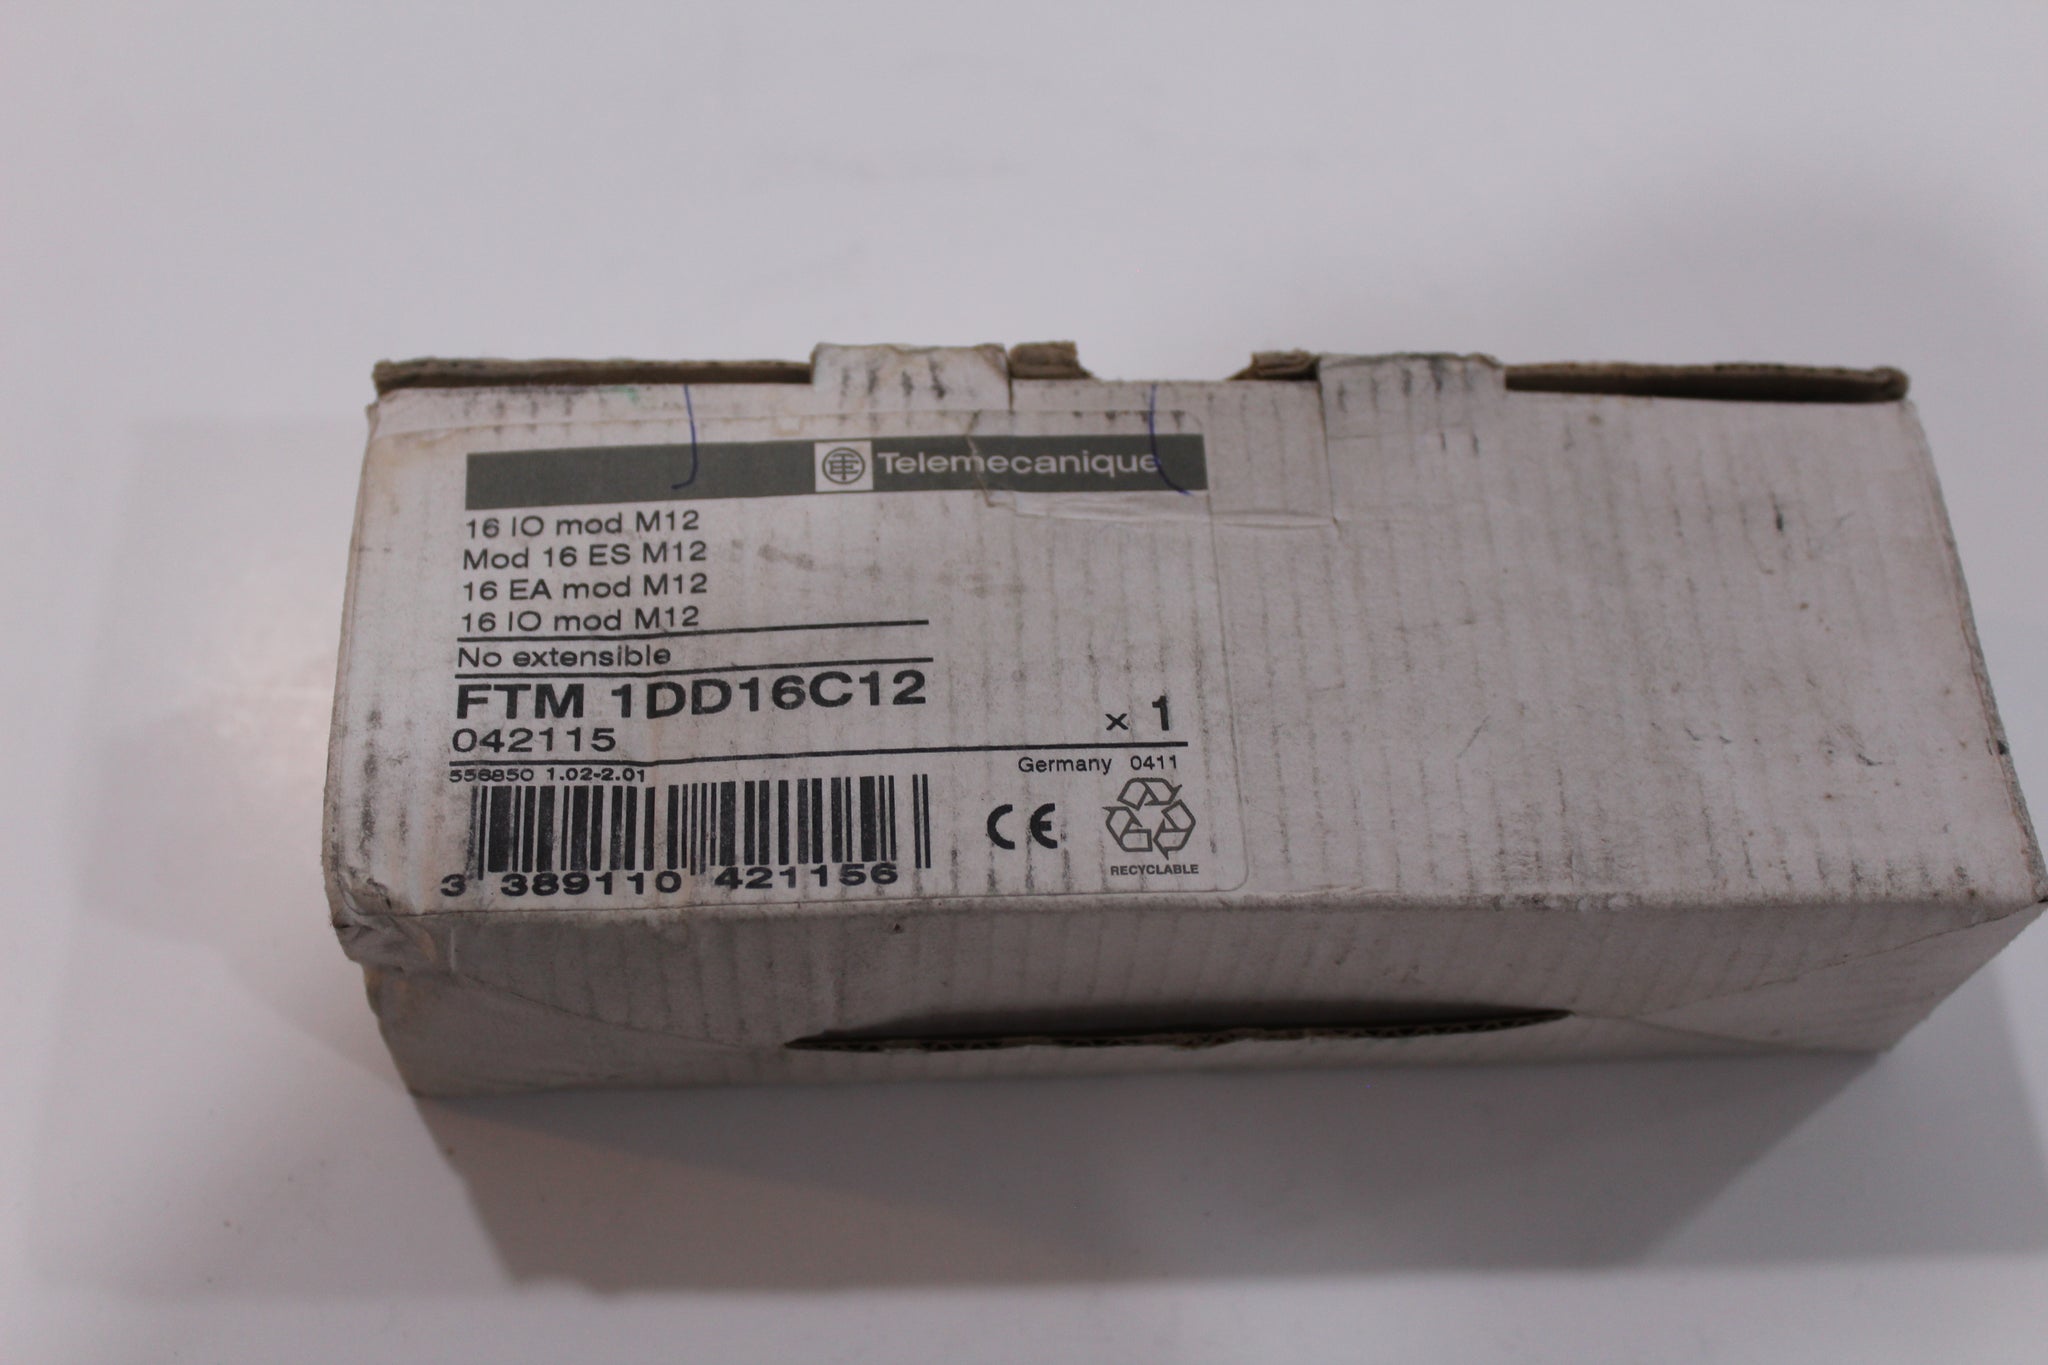 Telemecanique
16 IO mod M12
Mod 16 ES M12
16 EA mod M12
16 IO mod M12
No extensible
FTM 1DD16C12
042115
x 1
556850 1.02-2.01
Germany 0411
CE
RECYCLABLE
3 389110 421156